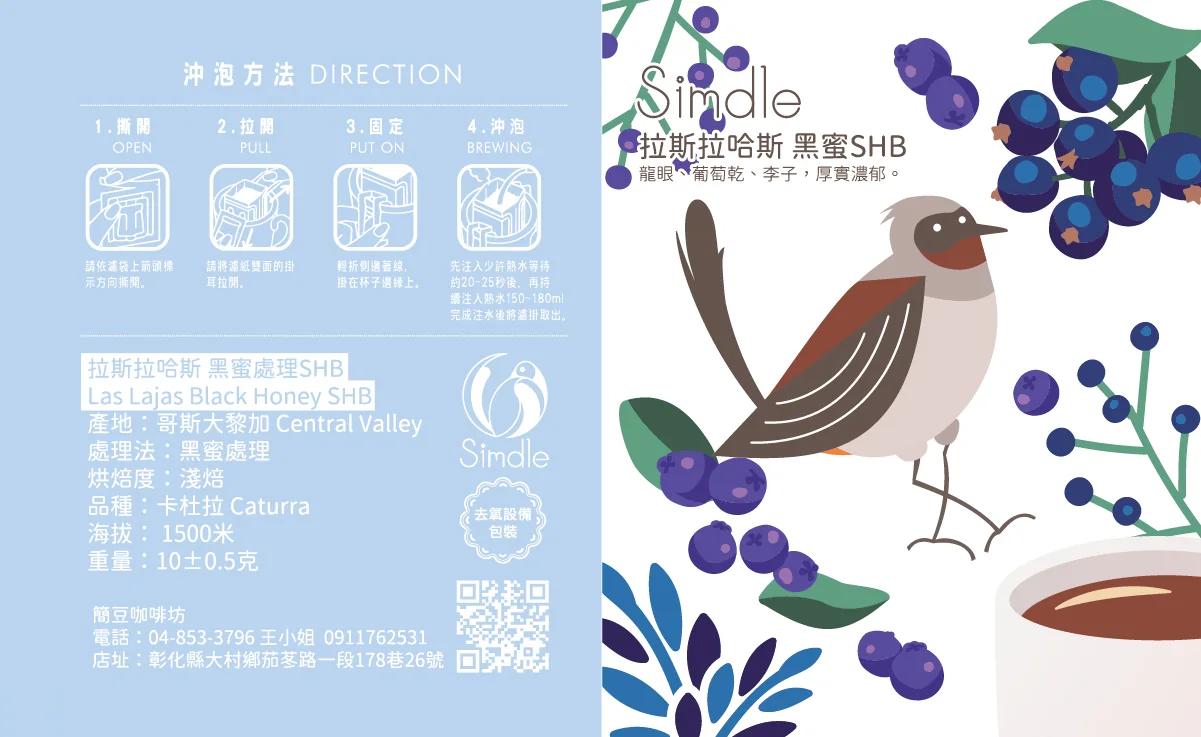 沖泡方法 DIRECTION
1.撕開
OPEN
請依濾袋上箭頭標
示方向撕開。
2.拉開
PULL
請將濾紙雙面的掛
耳拉開。
3.固定
PUT ON
輕折側邊著線,
掛在杯子邊緣上。
4.沖泡
BREWING
先注入少許熱水等待
約20~25秒後, 再持
續注入熱水150~180ml
完成注水後將濾掛取出。
拉斯拉哈斯 黑蜜處理SHB
Las Lajas Black Honey SHB
產地:哥斯大黎加 Central Valley
處理法:黑蜜處理
烘焙度:淺焙
品種:卡杜拉 Caturra
海拔: 1500米
重量:10±0.5克
Simdle
去氧設備
包裝
簡豆咖啡坊
電話:04-853-3796 王小姐 0911762531
店址:彰化縣大村鄉茄苳路一段178巷26號
Simdle
拉斯拉哈斯 黑蜜SHB
龍眼、葡萄乾、李子,厚實濃郁。